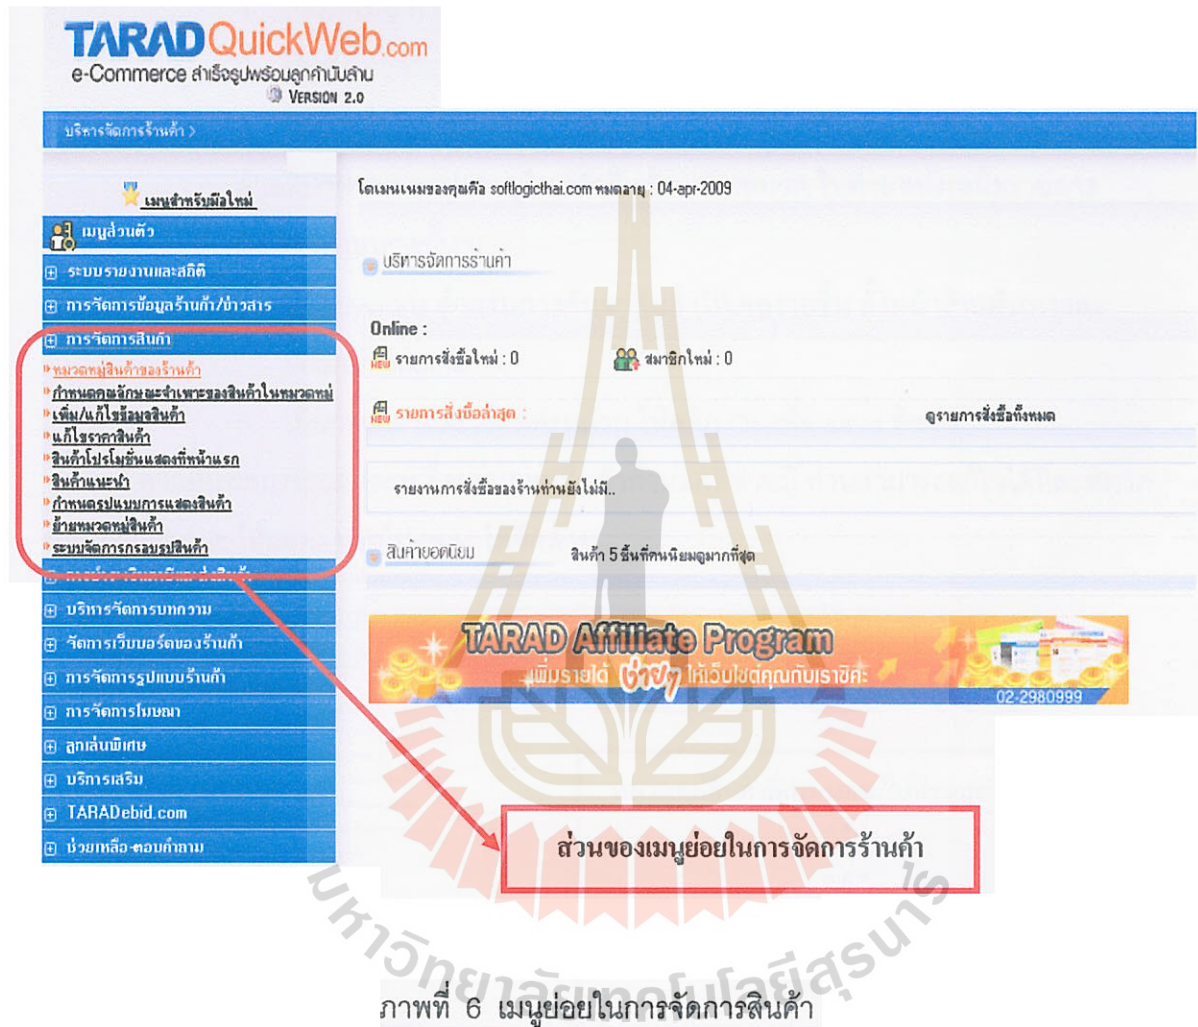 TARADQuickWeb.com
e-Commerce สำเร็จรูปพร้อมลูกค้านับล้าน
VERSION 2.0
บริหารจัดการร้านค้า >
เมนูสำหรับมือใหม่
เมนูส่วนตัว
ระบบรายงานและสถิติ
การจัดการข้อมูลร้านค้า/ข่าวสาร
การจัดการสินค้า
หมวดหมู่สินค้าของร้านค้า
กำหนดคุณลักษณะจำเพาะของสินค้าในหมวดหมู่
เพิ่ม/แก้ไขข้อมูลสินค้า
แก้ไขราคาสินค้า
สินค้าโปรโมชั่นแสดงที่หน้าแรก
สินค้าแนะนำ
กำหนดรูปแบบการแสดงสินค้า
ย้ายหมวดหมู่สินค้า
ระบบจัดการกรอบรูปสินค้า
บริหารจัดการบทความ
จัดการเว็บบอร์ดของร้านค้า
การจัดการรูปแบบร้านค้า
การจัดการโฆษณา
ลูกเล่นพิเศษ
บริการเสริม
TARADebid.com
ช่วยเหลือ-ตอบคำถาม
โดเมนเนมของคุณคือ softlogicthai.com หมดอายุ : 04-apr-2009
บริหารจัดการร้านค้า
Online :
NEW รายการสั่งซื้อใหม่ : 0 สมาชิกใหม่ : 0
NEW รายการสั่งซื้อล่าสุด : ดูรายการสั่งซื้อทั้งหมด
รายงานการสั่งซื้อของร้านท่านยังไม่มี..
สินค้ายอดนิยม สินค้า 5 ชิ้นที่คนนิยมดูมากที่สุด
TARAD Affiliate Program
เพิ่มรายได้ ง่ายๆ ให้เว็บไซต์คุณกับเราซิค่ะ
02-2980999
ส่วนของเมนูย่อยในการจัดการร้านค้า
มหาวิทยาลัยเทคโนโลยีสุรนารี
ภาพที่ 6 เมนูย่อยในการจัดการสินค้า